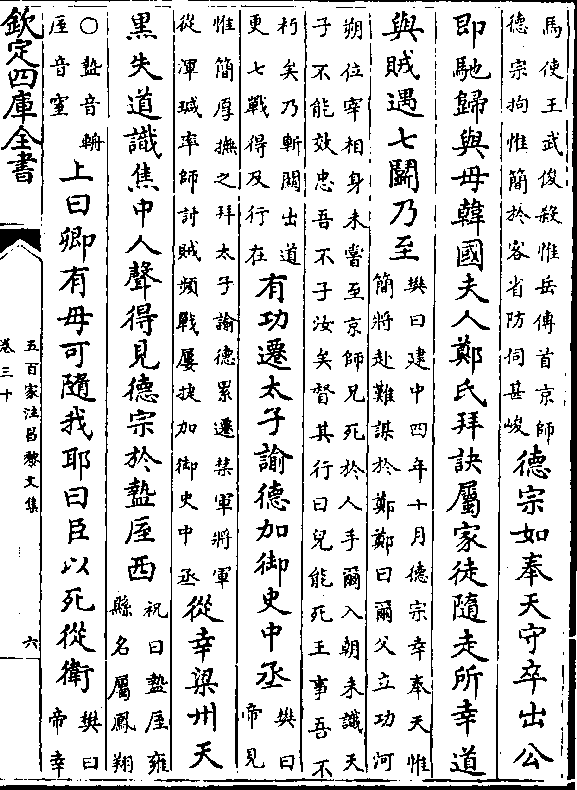 馬使王武俊殺惟岳傳首京師
德宗拘惟簡於客省防伺甚峻
德宗如奉天守卒出公
即馳歸與母韓國夫人鄭氏拜訣屬家徒隨走所幸道
與賊遇七鬭乃至
樊曰建中四年十月德宗幸奉天惟
簡將赴難謀於鄭鄭曰爾父立功河
朔位宰相身未嘗至京師兄死於人手爾入朝未識天
子不能效忠吾不子汝矣督其行曰兒能死王事吾不
朽矣乃斬關出道
更七戰得及行在
有功遷太子諭德加御史中丞
樊曰
帝見
惟簡厚撫之拜太子諭德累遷禁軍將軍
從渾瑊率師討賊頻戰屢捷加御史中丞
從幸梁州天
黑失道識焦中人聲得見德宗於盩厔西
祝曰盩厔雍
縣名屬鳳翔
○盩音輈
厔音窒
上曰卿有母可隨我耶曰臣以死從衛
樊曰
帝幸
欽定四庫全書
五百家注昌黎文集
卷三十
六